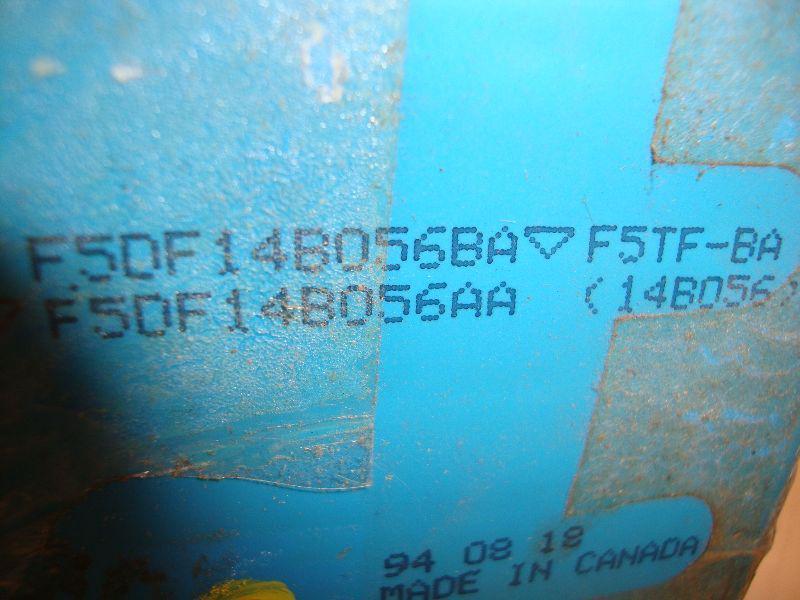 F5DF14B056BA▽ F5TF-BA
F5DF14B056AA (14B056)
94 08 18
MADE IN CANADA